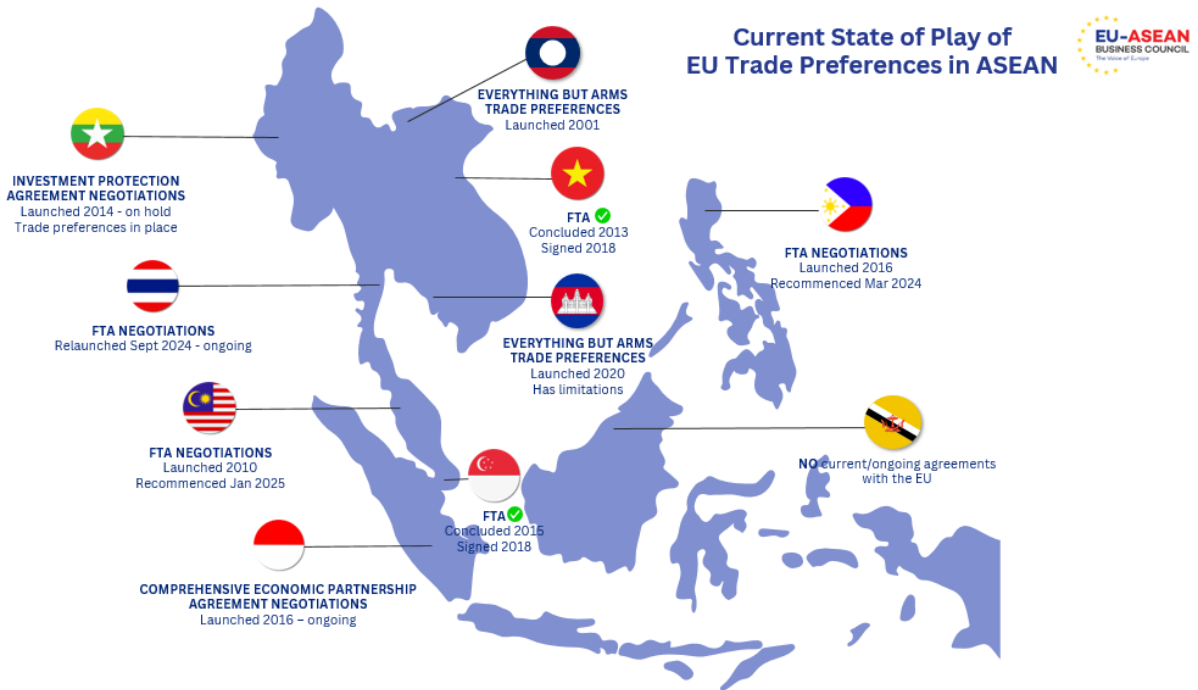 Current State of Play of
EU Trade Preferences in ASEAN
EU-ASEAN
BUSINESS COUNCIL
The Voice of Europe
EVERYTHING BUT ARMS
TRADE PREFERENCES
Launched 2001
INVESTMENT PROTECTION
AGREEMENT NEGOTIATIONS
Launched 2014 - on hold
Trade preferences in place
FTA
Concluded 2013
Signed 2018
FTA NEGOTIATIONS
Launched 2016
Recommenced Mar 2024
FTA NEGOTIATIONS
Relaunched Sept 2024 - ongoing
EVERYTHING BUT ARMS
TRADE PREFERENCES
Launched 2020
Has limitations
FTA NEGOTIATIONS
Launched 2010
Recommenced Jan 2025
NO current/ongoing agreements
with the EU
FTA
Concluded 2015
Signed 2018
COMPREHENSIVE ECONOMIC PARTNERSHIP
AGREEMENT NEGOTIATIONS
Launched 2016 – ongoing